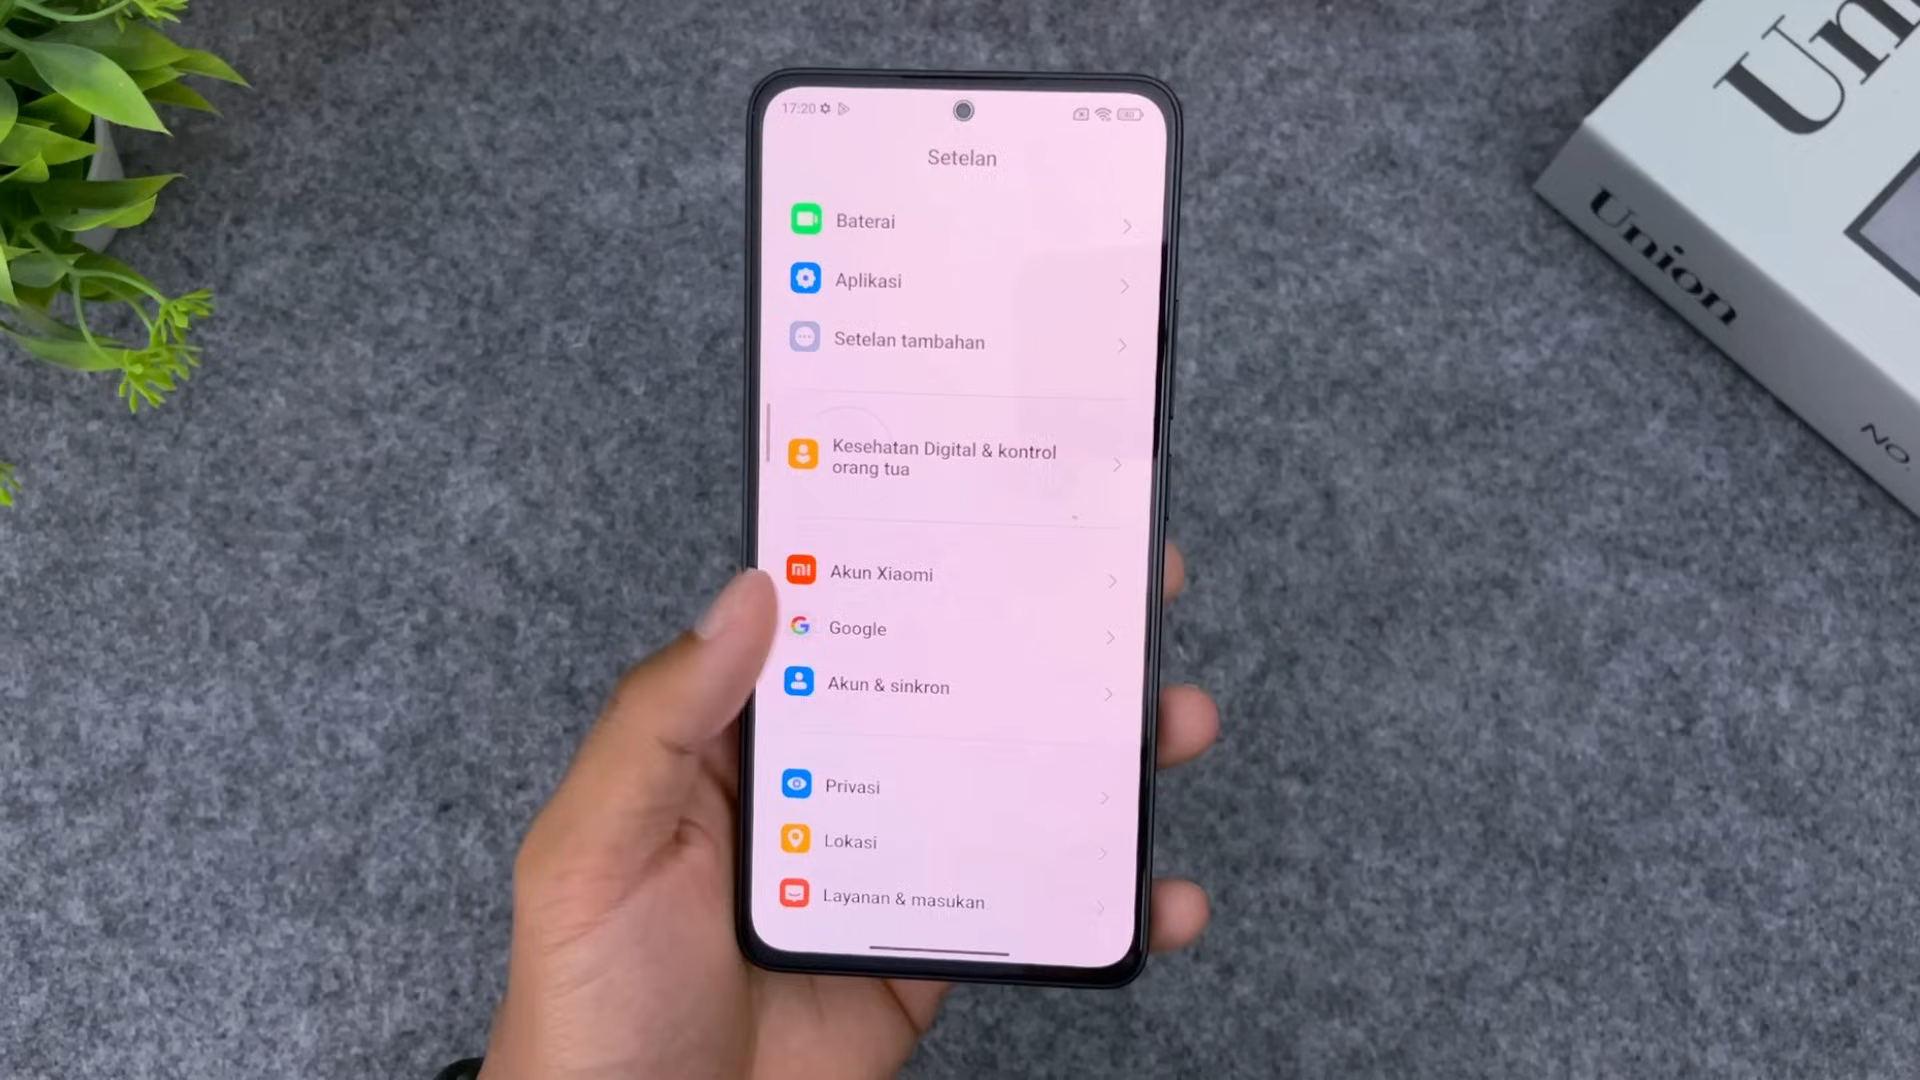 17:20
Setelan
Baterai
Aplikasi
Setelan tambahan
Kesehatan Digital & kontrol
orang tua
Akun Xiaomi
Google
Akun & sinkron
Privasi
Lokasi
Layanan & masukan
Union
NO.